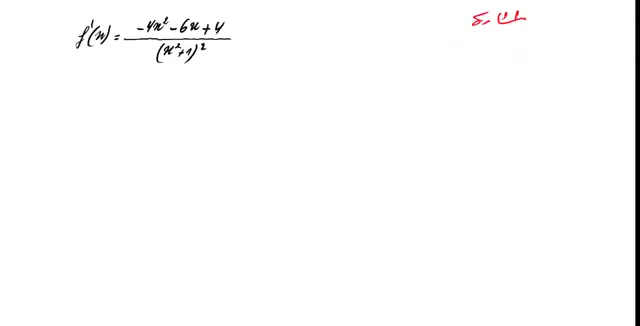 f'(x) = (-4x² - 6x + 4) / (x² + 1)²